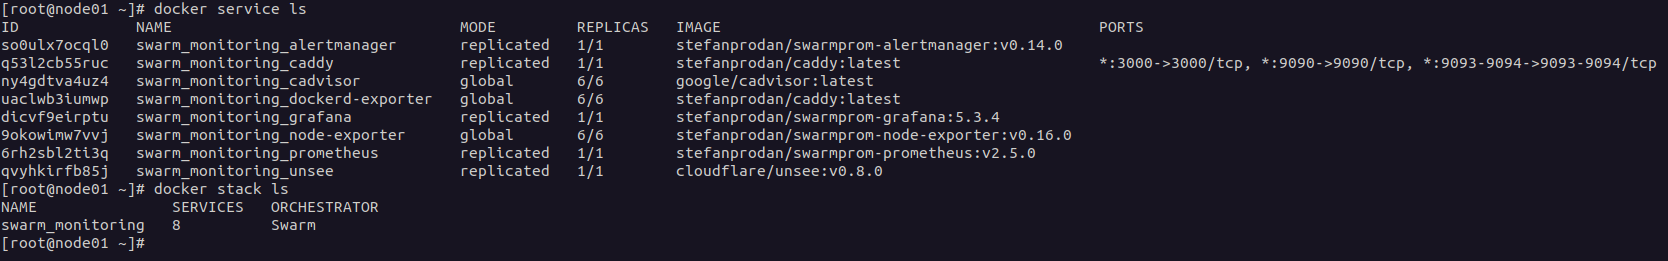 [root@node01 ~]# docker service ls
ID             NAME                              MODE         REPLICAS   IMAGE                                          PORTS
so0ulx7ocql0   swarm_monitoring_alertmanager       replicated   1/1        stefanprodan/swarmprom-alertmanager:v0.14.0
q53l2cb55ruc   swarm_monitoring_caddy              replicated   1/1        stefanprodan/caddy:latest                      *:3000->3000/tcp, *:9090->9090/tcp, *:9093-9094->9093-9094/tcp
ny4gdtva4uz4   swarm_monitoring_cadvisor           global       6/6        google/cadvisor:latest
uaclwb3iumwp   swarm_monitoring_dockerd-exporter   global       6/6        stefanprodan/caddy:latest
dicvf9eirptu   swarm_monitoring_grafana            replicated   1/1        stefanprodan/swarmprom-grafana:5.3.4
9okowimw7vvj   swarm_monitoring_node-exporter      global       6/6        stefanprodan/swarmprom-node-exporter:v0.16.0
6rh2sbl2ti3q   swarm_monitoring_prometheus         replicated   1/1        stefanprodan/swarmprom-prometheus:v2.5.0
qvyhkirfb85j   swarm_monitoring_unsee              replicated   1/1        cloudflare/unsee:v0.8.0
[root@node01 ~]# docker stack ls
NAME               SERVICES   ORCHESTRATOR
swarm_monitoring   8          Swarm
[root@node01 ~]#